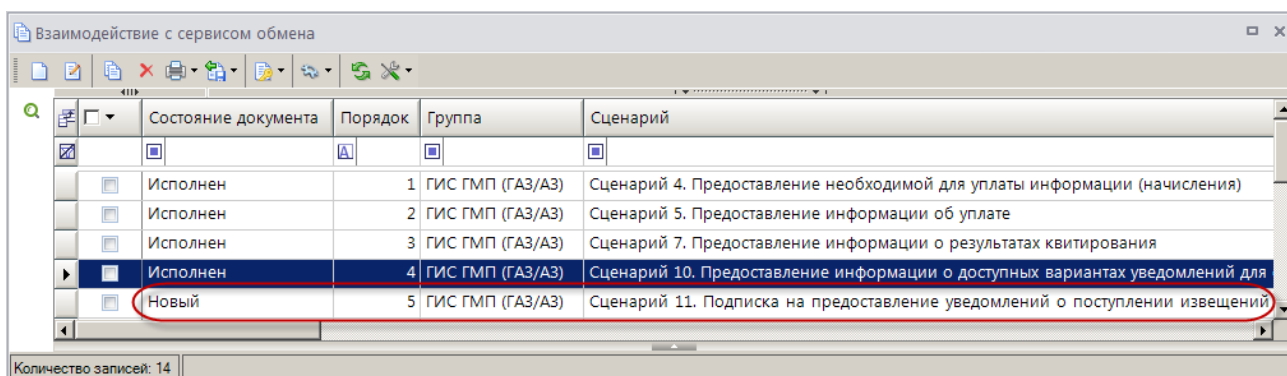 Взаимодействие с сервисом обмена
Состояние документа Порядок Группа Сценарий
A
Исполнен 1 ГИС ГМП (ГАЗ/АЗ) Сценарий 4. Предоставление необходимой для уплаты информации (начисления)
Исполнен 2 ГИС ГМП (ГАЗ/АЗ) Сценарий 5. Предоставление информации об уплате
Исполнен 3 ГИС ГМП (ГАЗ/АЗ) Сценарий 7. Предоставление информации о результатах квитирования
Исполнен 4 ГИС ГМП (ГАЗ/АЗ) Сценарий 10. Предоставление информации о доступных вариантах уведомлений для
Новый 5 ГИС ГМП (ГАЗ/АЗ) Сценарий 11. Подписка на предоставление уведомлений о поступлении извещений
Количество записей: 14